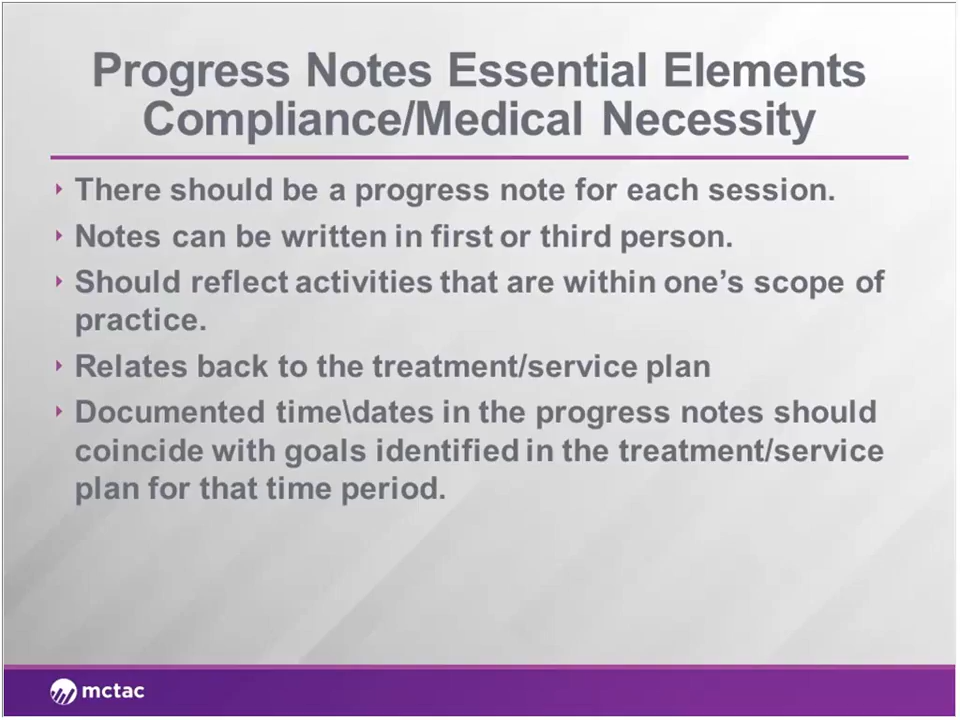 Progress Notes Essential Elements
Compliance/Medical Necessity
There should be a progress note for each session.
Notes can be written in first or third person.
Should reflect activities that are within one’s scope of
practice.
Relates back to the treatment/service plan
Documented time\dates in the progress notes should
coincide with goals identified in the treatment/service
plan for that time period.
mctac